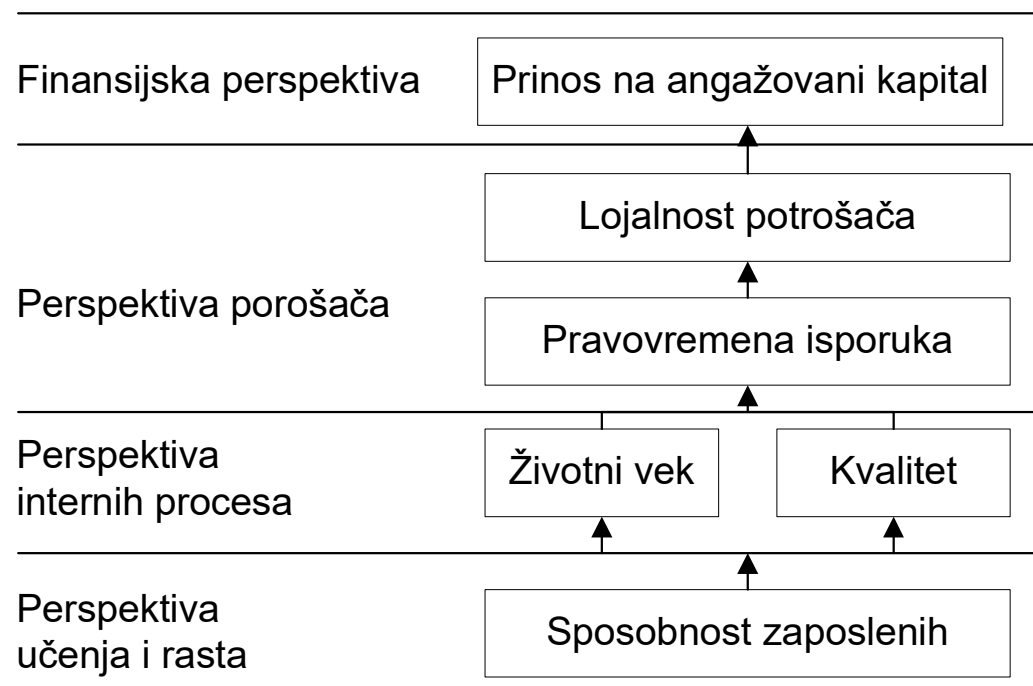 Finansijska perspektiva
Prinos na angažovani kapital
Lojalnost potrošača
Perspektiva porošača
Pravovremena isporuka
Perspektiva
internih procesa
Životni vek
Kvalitet
Perspektiva
učenja i rasta
Sposobnost zaposlenih